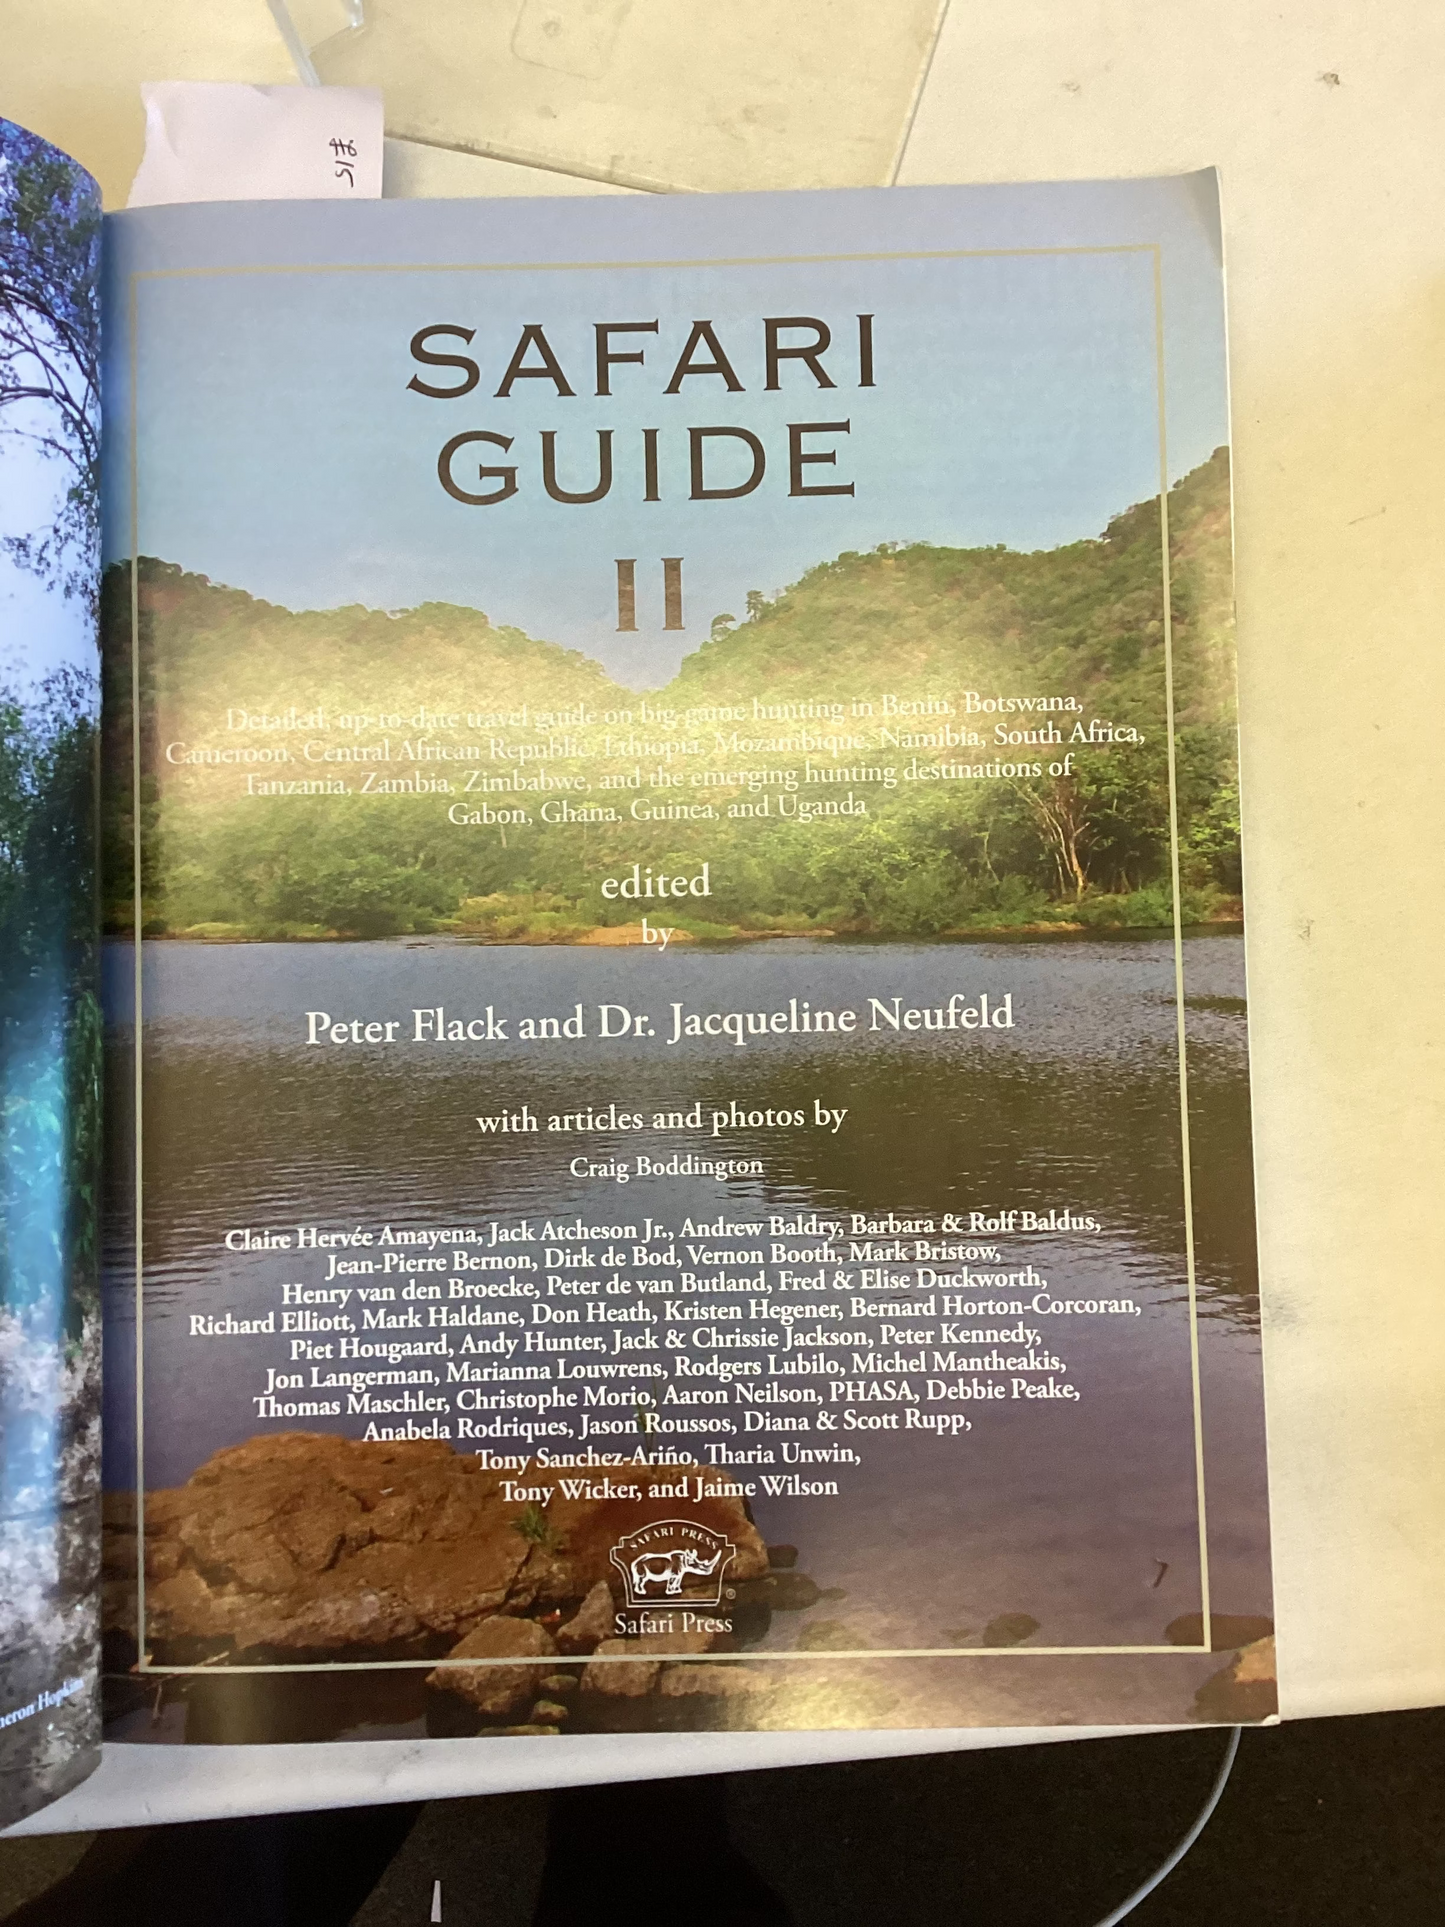 #15
SAFARI
GUIDE
II
Detailed, up-to-date travel guide on big-game hunting in Benin, Botswana,
Cameroon, Central African Republic, Ethiopia, Mozambique, Namibia, South Africa,
Tanzania, Zambia, Zimbabwe, and the emerging hunting destinations of
Gabon, Ghana, Guinea, and Uganda
edited
by
Peter Flack and Dr. Jacqueline Neufeld
with articles and photos by
Craig Boddington
Claire Hervée Amayena, Jack Atcheson Jr., Andrew Baldry, Barbara & Rolf Baldus,
Jean-Pierre Bernon, Dirk de Bod, Vernon Booth, Mark Bristow,
Henry van den Broecke, Peter de van Butland, Fred & Elise Duckworth,
Richard Elliott, Mark Haldane, Don Heath, Kristen Hegener, Bernard Horton-Corcoran,
Piet Hougaard, Andy Hunter, Jack & Chrissie Jackson, Peter Kennedy,
Jon Langerman, Marianna Louwrens, Rodgers Lubilo, Michel Mantheakis,
Thomas Maschler, Christophe Morio, Aaron Neilson, PHASA, Debbie Peake,
Anabela Rodriques, Jason Roussos, Diana & Scott Rupp,
Tony Sanchez-Ariño, Tharia Unwin,
Tony Wicker, and Jaime Wilson
SAFARI PRESS
®
Safari Press